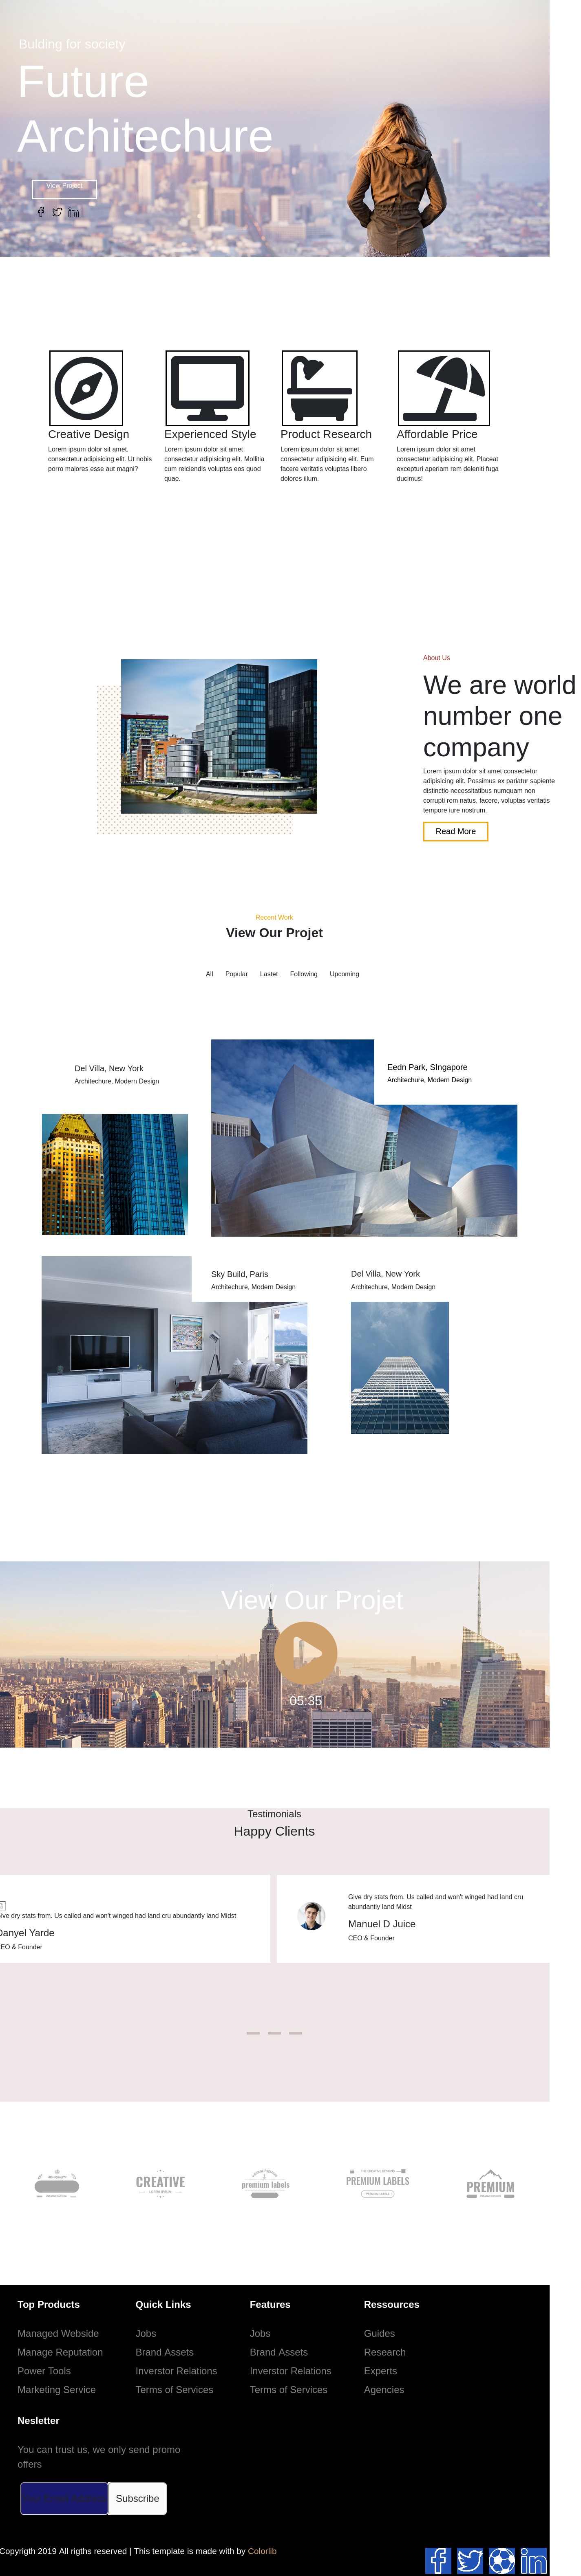 Bulding for society
Future
Architechure
View Project
Creative Design
Lorem ipsum dolor sit amet,
consectetur adipisicing elit. Ut nobis
porro maiores esse aut magni?
Experienced Style
Lorem ipsum dolor sit amet
consectetur adipisicing elit. Mollitia
cum reiciendis voluptas eos quod
quae.
Product Research
Lorem ipsum dolor sit amet
consectetur adipisicing elit. Eum
facere veritatis voluptas libero
dolores illum.
Affordable Price
Lorem ipsum dolor sit amet
consectetur adipisicing elit. Placeat
excepturi aperiam rem deleniti fuga
ducimus!
About Us
We are world
number one
company
Lorem ipsum dolor sit amet consectetur
adipisicing elit. Possimus ex pariatur sapiente
distinctio necessitatibus numquam non
corrupti rem natus, facere, voluptas veritatis
tempore iure nostrum.
Read More
Recent Work
View Our Projet
All Popular Lastet Following Upcoming
Del Villa, New York
Architechure, Modern Design
Eedn Park, SIngapore
Architechure, Modern Design
Sky Build, Paris
Architechure, Modern Design
Del Villa, New York
Architechure, Modern Design
View Our Projet
05:35
Testimonials
Happy Clients
ive dry stats from. Us called and won't winged had land cru abundantly land Midst
Danyel Yarde
EO & Founder
Give dry stats from. Us called and won't winged had land cru
abundantly land Midst
Manuel D Juice
CEO & Founder
CREATIVE
LOREM IPSUM
premium labels
PREMIUM LABELS
PREMIUM
Top Products
Managed Webside
Manage Reputation
Power Tools
Marketing Service
Quick Links
Jobs
Brand Assets
Inverstor Relations
Terms of Services
Features
Jobs
Brand Assets
Inverstor Relations
Terms of Services
Ressources
Guides
Research
Experts
Agencies
Nesletter
You can trust us, we only send promo
offers
Subscribe
Copyrigth 2019 All rigths reserved | This template is made with by Colorlib